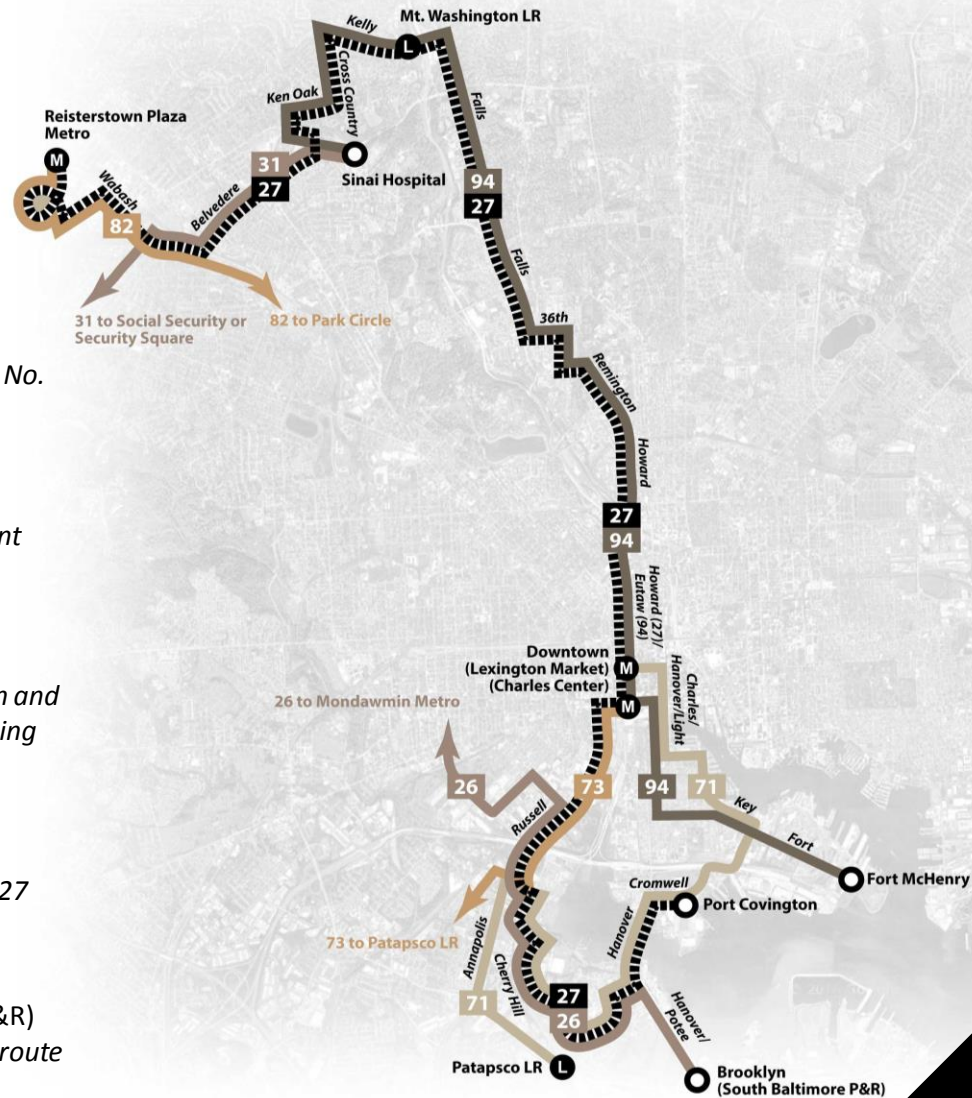 Kelly
Mt. Washington LR
L
Cross Country
Ken Oak
Falls
Reisterstown Plaza
Metro
M
31
27
Sinai Hospital
94
27
Wabash
Belvedere
82
Falls
31 to Social Security or
Security Square
82 to Park Circle
36th
No.
Remington
Howard
27
94
nt
Howard (27)/
Eutaw (94)
Downtown
(Lexington Market)
(Charles Center)
M
M
n and
ing
26 to Mondawmin Metro
Charles/
Hanover/Light
26
73
94
71
Russell
Key
Fort
27
Fort McHenry
Cromwell
Port Covington
73 to Patapsco LR
Annapolis
Hanover
Cherry Hill
71
27
26
&R)
route
Hanover/
Potee
Patapsco LR
L
Brooklyn
(South Baltimore P&R)